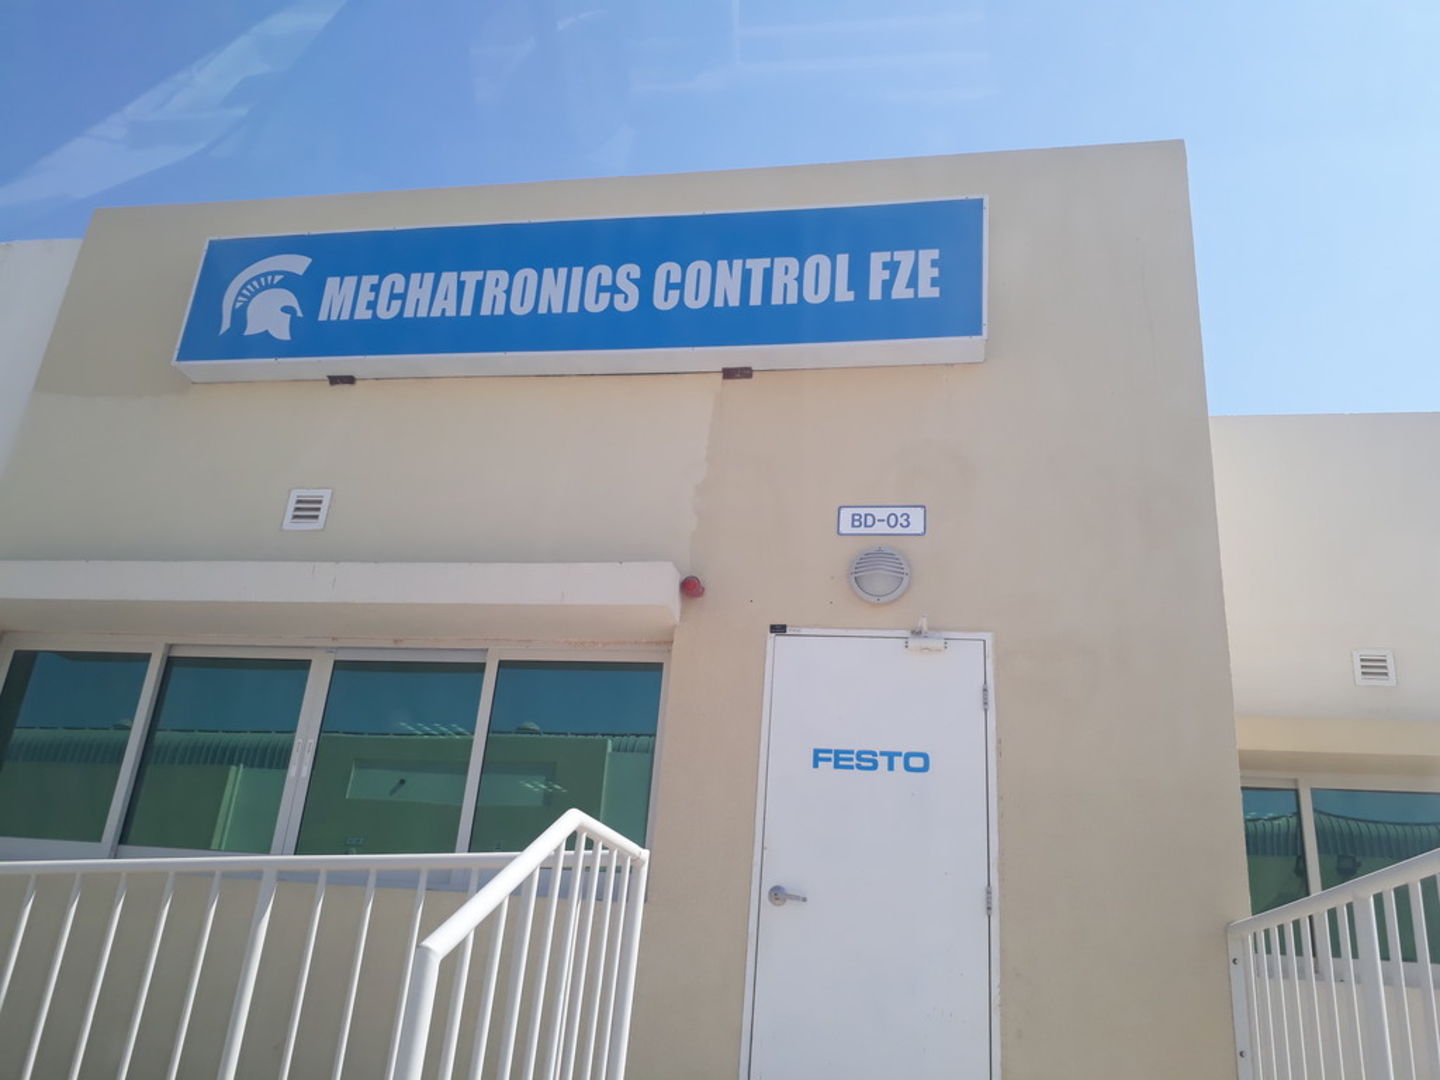 MECHATRONICS CONTROL FZE
BD-03
FESTO